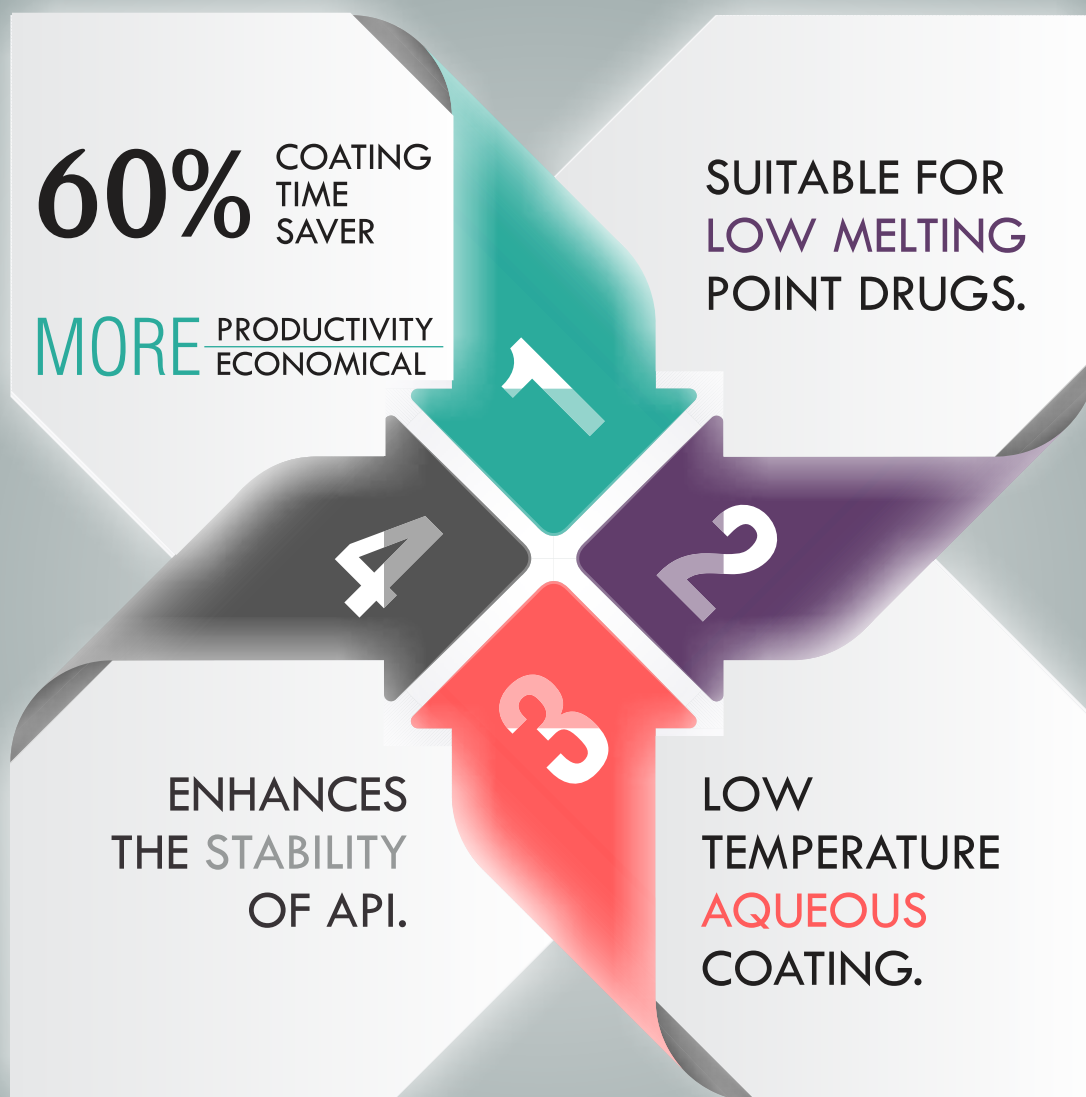 60%
COATING
TIME
SAVER
MORE
PRODUCTIVITY
ECONOMICAL
1
SUITABLE FOR
LOW MELTING
POINT DRUGS.
2
LOW
TEMPERATURE
AQUEOUS
COATING.
3
ENHANCES
THE STABILITY
OF API.
4